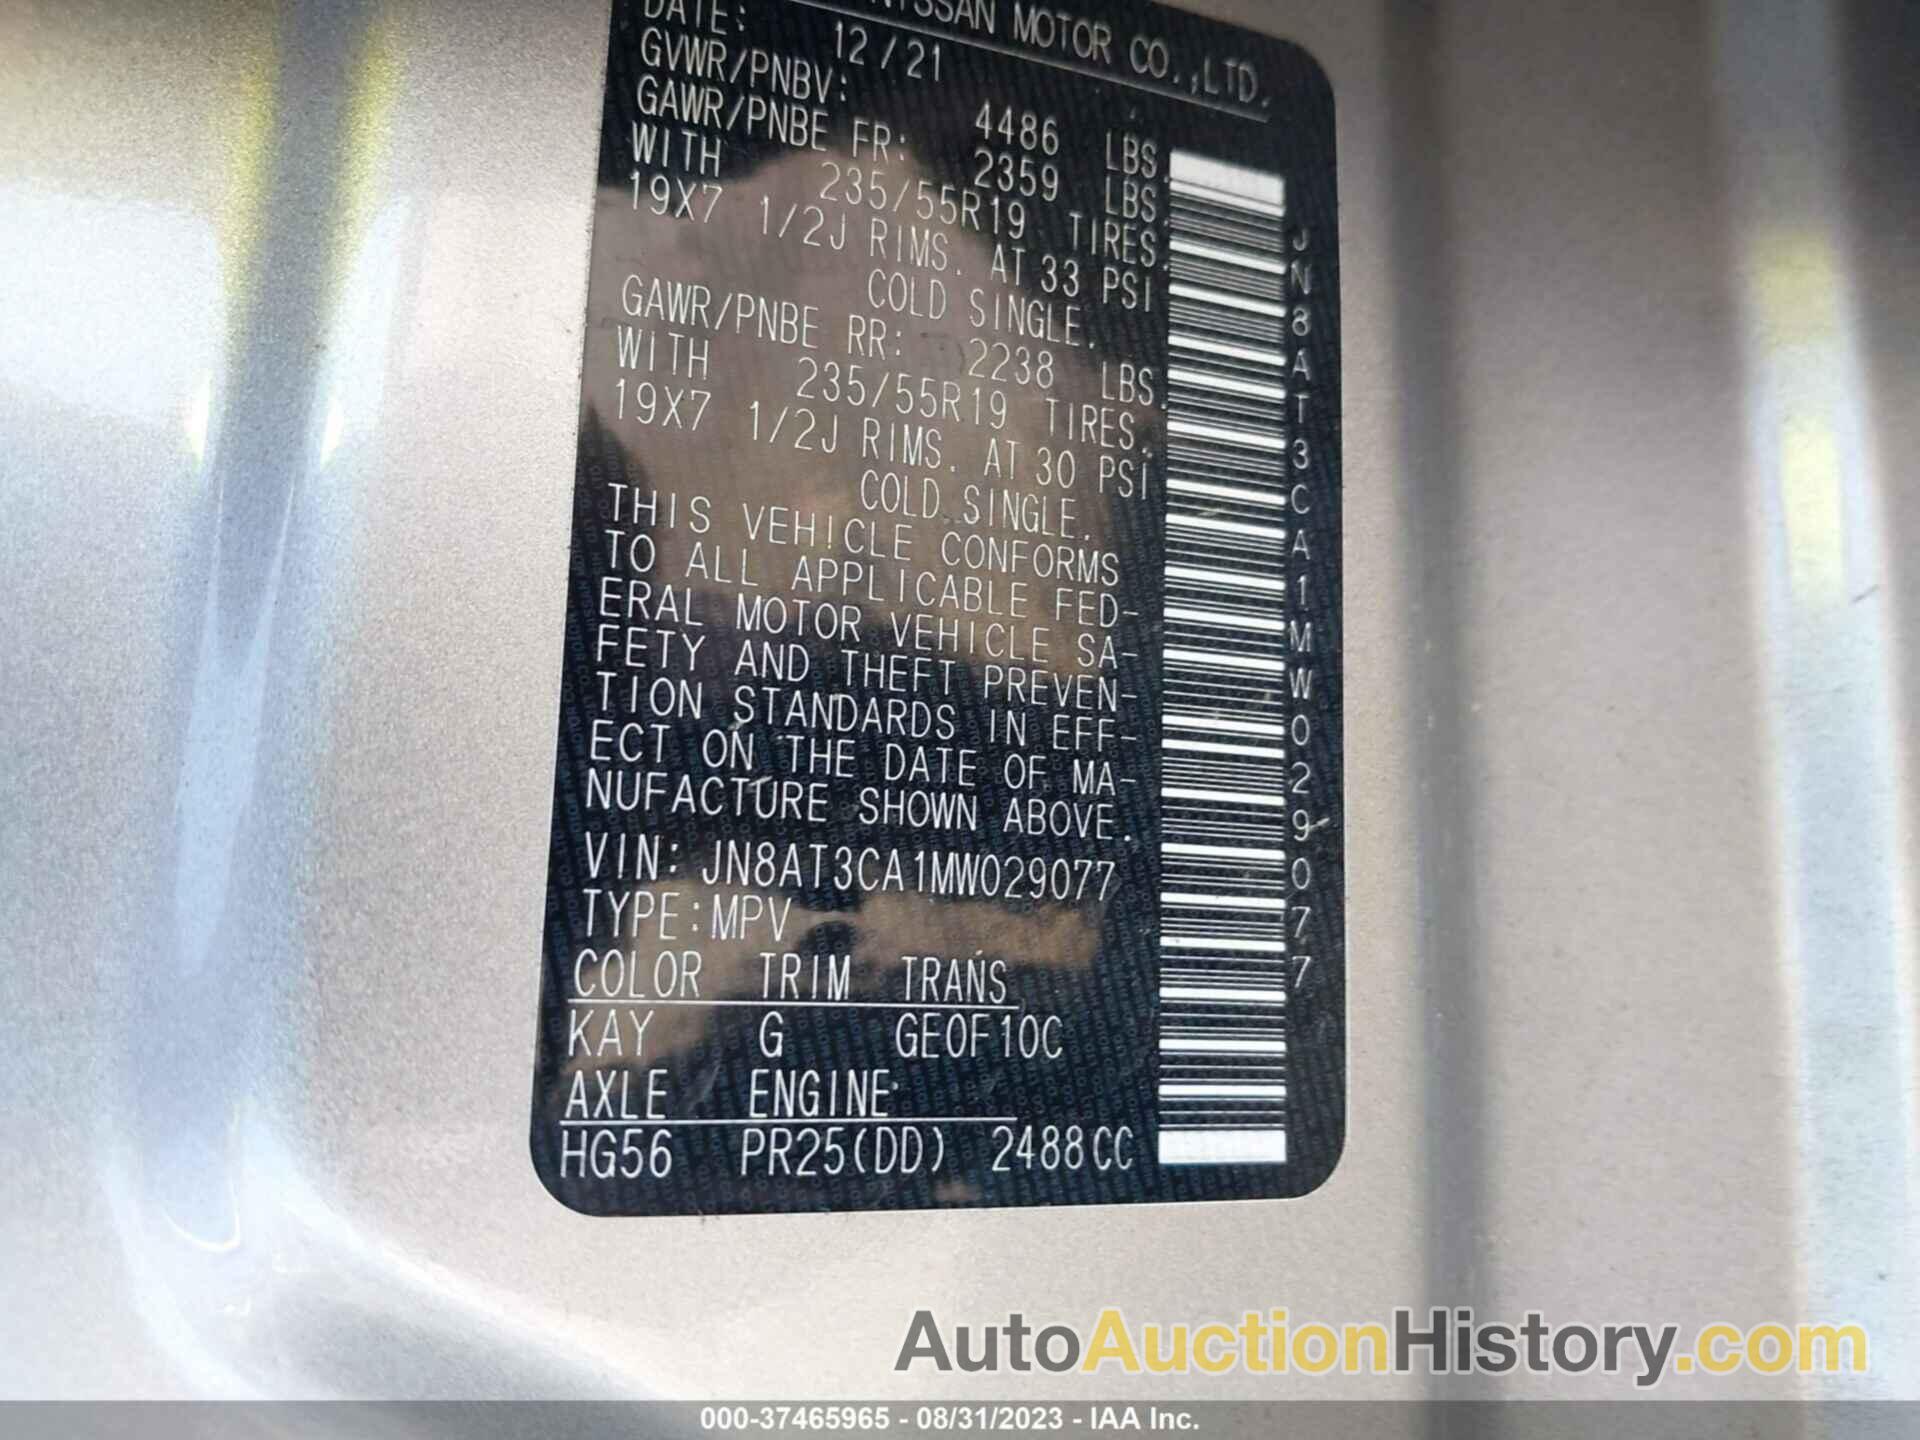 NISSAN MOTOR CO.,LTD.
DATE: 12/21
GVWR/PNBV: 4486 LBS.
GAWR/PNBE FR: 2359 LBS.
WITH 235/55R19 TIRES.
19X7 1/2J RIMS. AT 33 PSI
COLD SINGLE.
GAWR/PNBE RR: 2238 LBS.
WITH 235/55R19 TIRES.
19X7 1/2J RIMS. AT 30 PSI
COLD SINGLE.
THIS VEHICLE CONFORMS
TO ALL APPLICABLE FED-
ERAL MOTOR VEHICLE SA-
FETY AND THEFT PREVEN-
TION STANDARDS IN EFF-
ECT ON THE DATE OF MA-
NUFACTURE SHOWN ABOVE.
VIN: JN8AT3CA1MW029077
TYPE:MPV
COLOR TRIM TRANS
KAY G GE0F10C
AXLE ENGINE
HG56 PR25(DD) 2488CC
JN8AT3CA1MW029077
AutoAuctionHistory.com
000-37465965 - 08/31/2023 - IAA Inc.